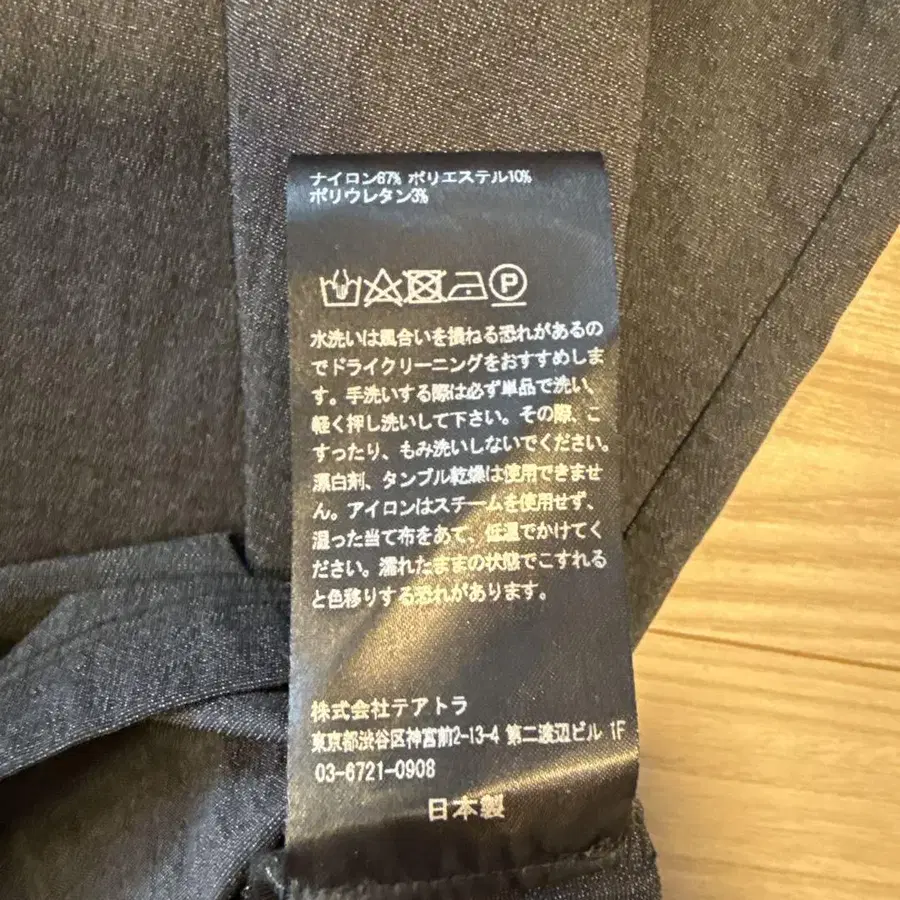 ナイロン87% ポリエステル10%
ポリウレタン3%
P
水洗いは風合いを損ねる恐れがあるの
でドライクリーニングをおすすめしま
す。手洗いする際は必ず単品で洗い、
軽く押し洗いして下さい。その際、こ
すったり、もみ洗いしないでください。
漂白剤、タンブル乾燥は使用できませ
ん。アイロンはスチームを使用せず、
湿った当て布をあて、低温でかけてく
ださい。濡れたままの状態でこすれる
と色移りする恐れがあります。
株式会社テアトラ
東京都渋谷区神宮前2-13-4 第二渡辺ビル 1F
03-6721-0908
日本製